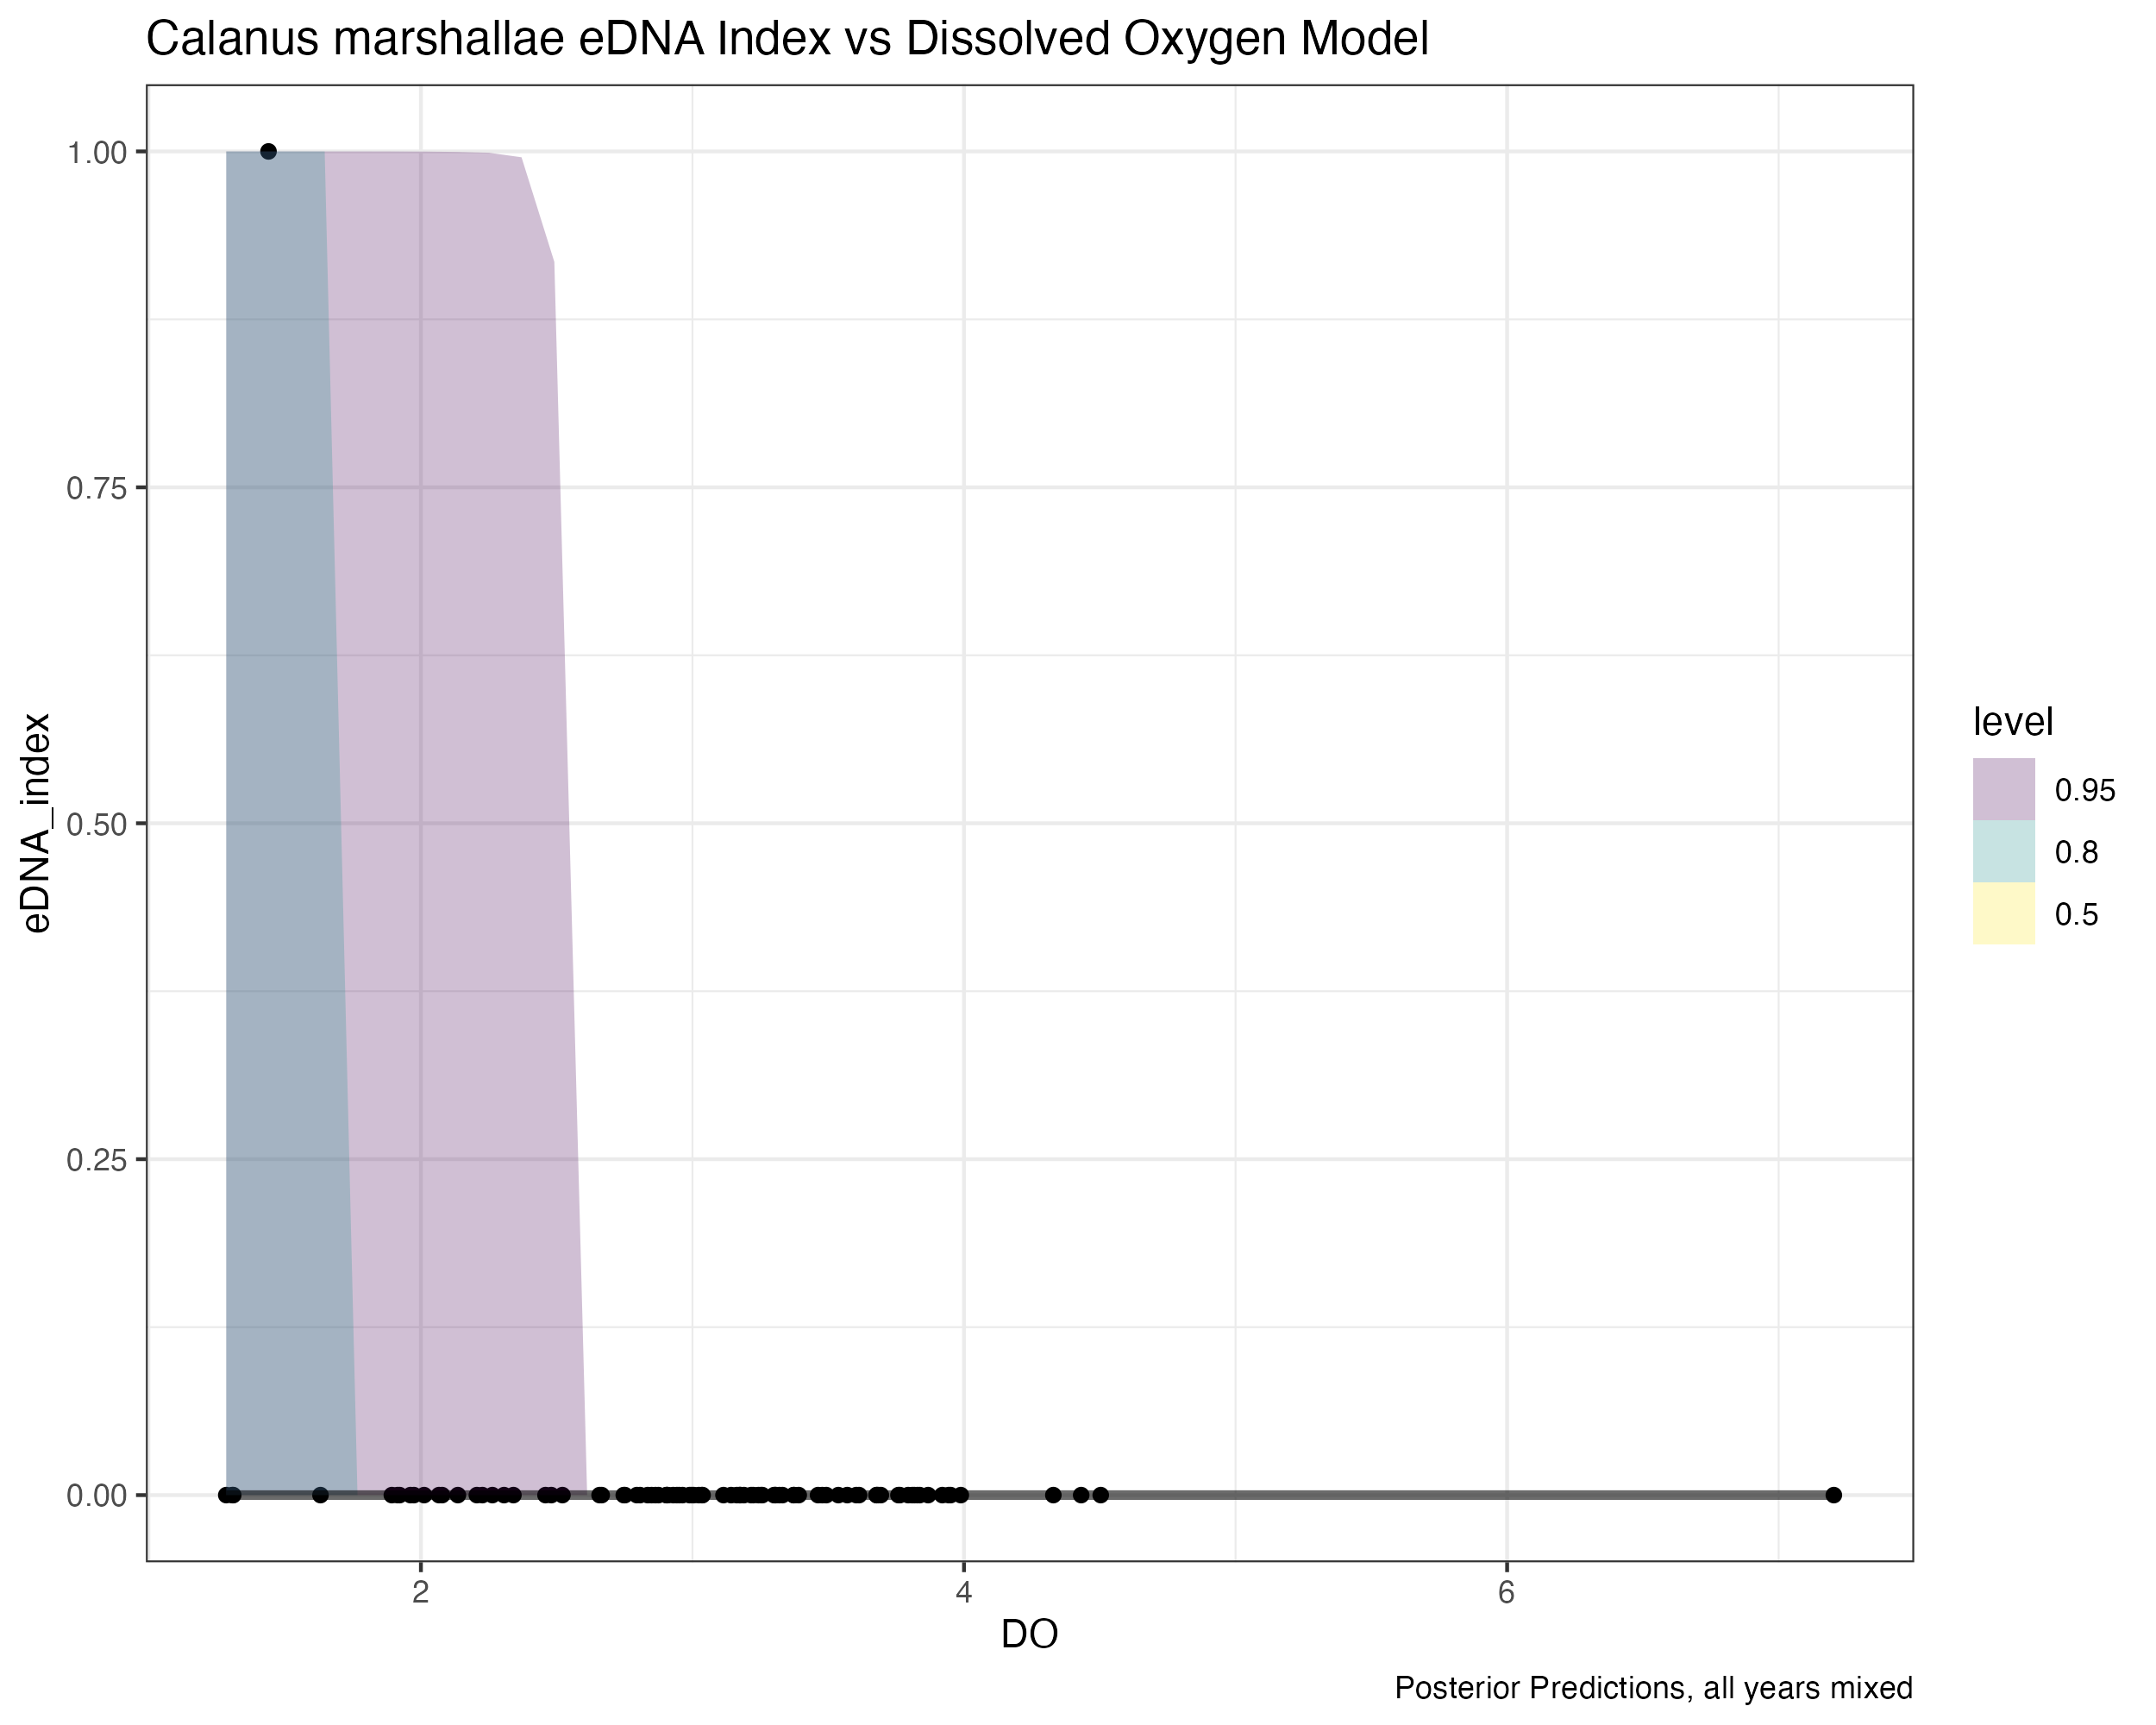 Calanus marshallae eDNA Index vs Dissolved Oxygen Model
1.00
0.75
0.50
0.25
0.00
eDNA_index
2
4
6
DO
level
0.95
0.8
0.5
Posterior Predictions, all years mixed